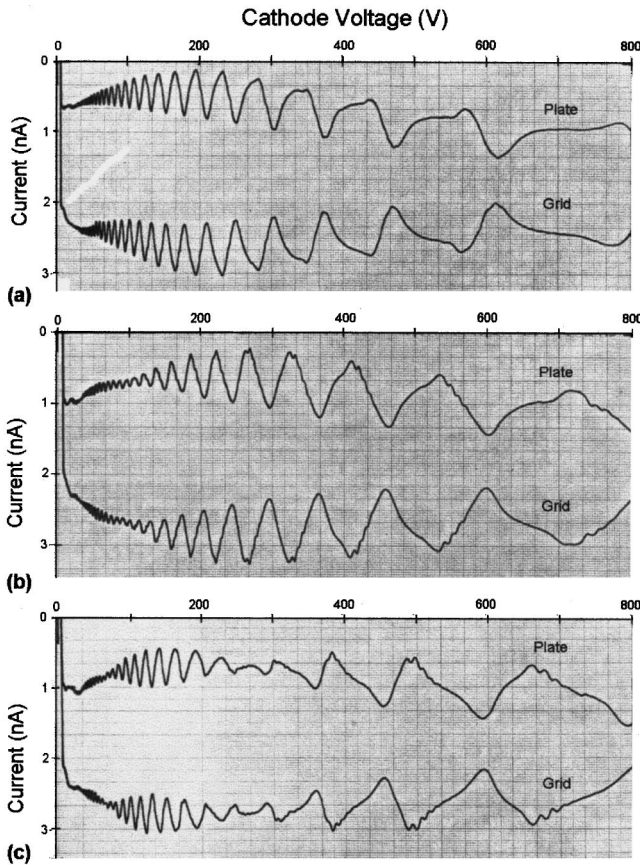 Cathode Voltage (V)
0 200 400 600 800
0
1
2
3
Current (nA)
Plate
Grid
(a)
0 200 400 600 800
0
1
2
3
Current (nA)
Plate
Grid
(b)
0 200 400 600 800
0
1
2
3
Current (nA)
Plate
Grid
(c)